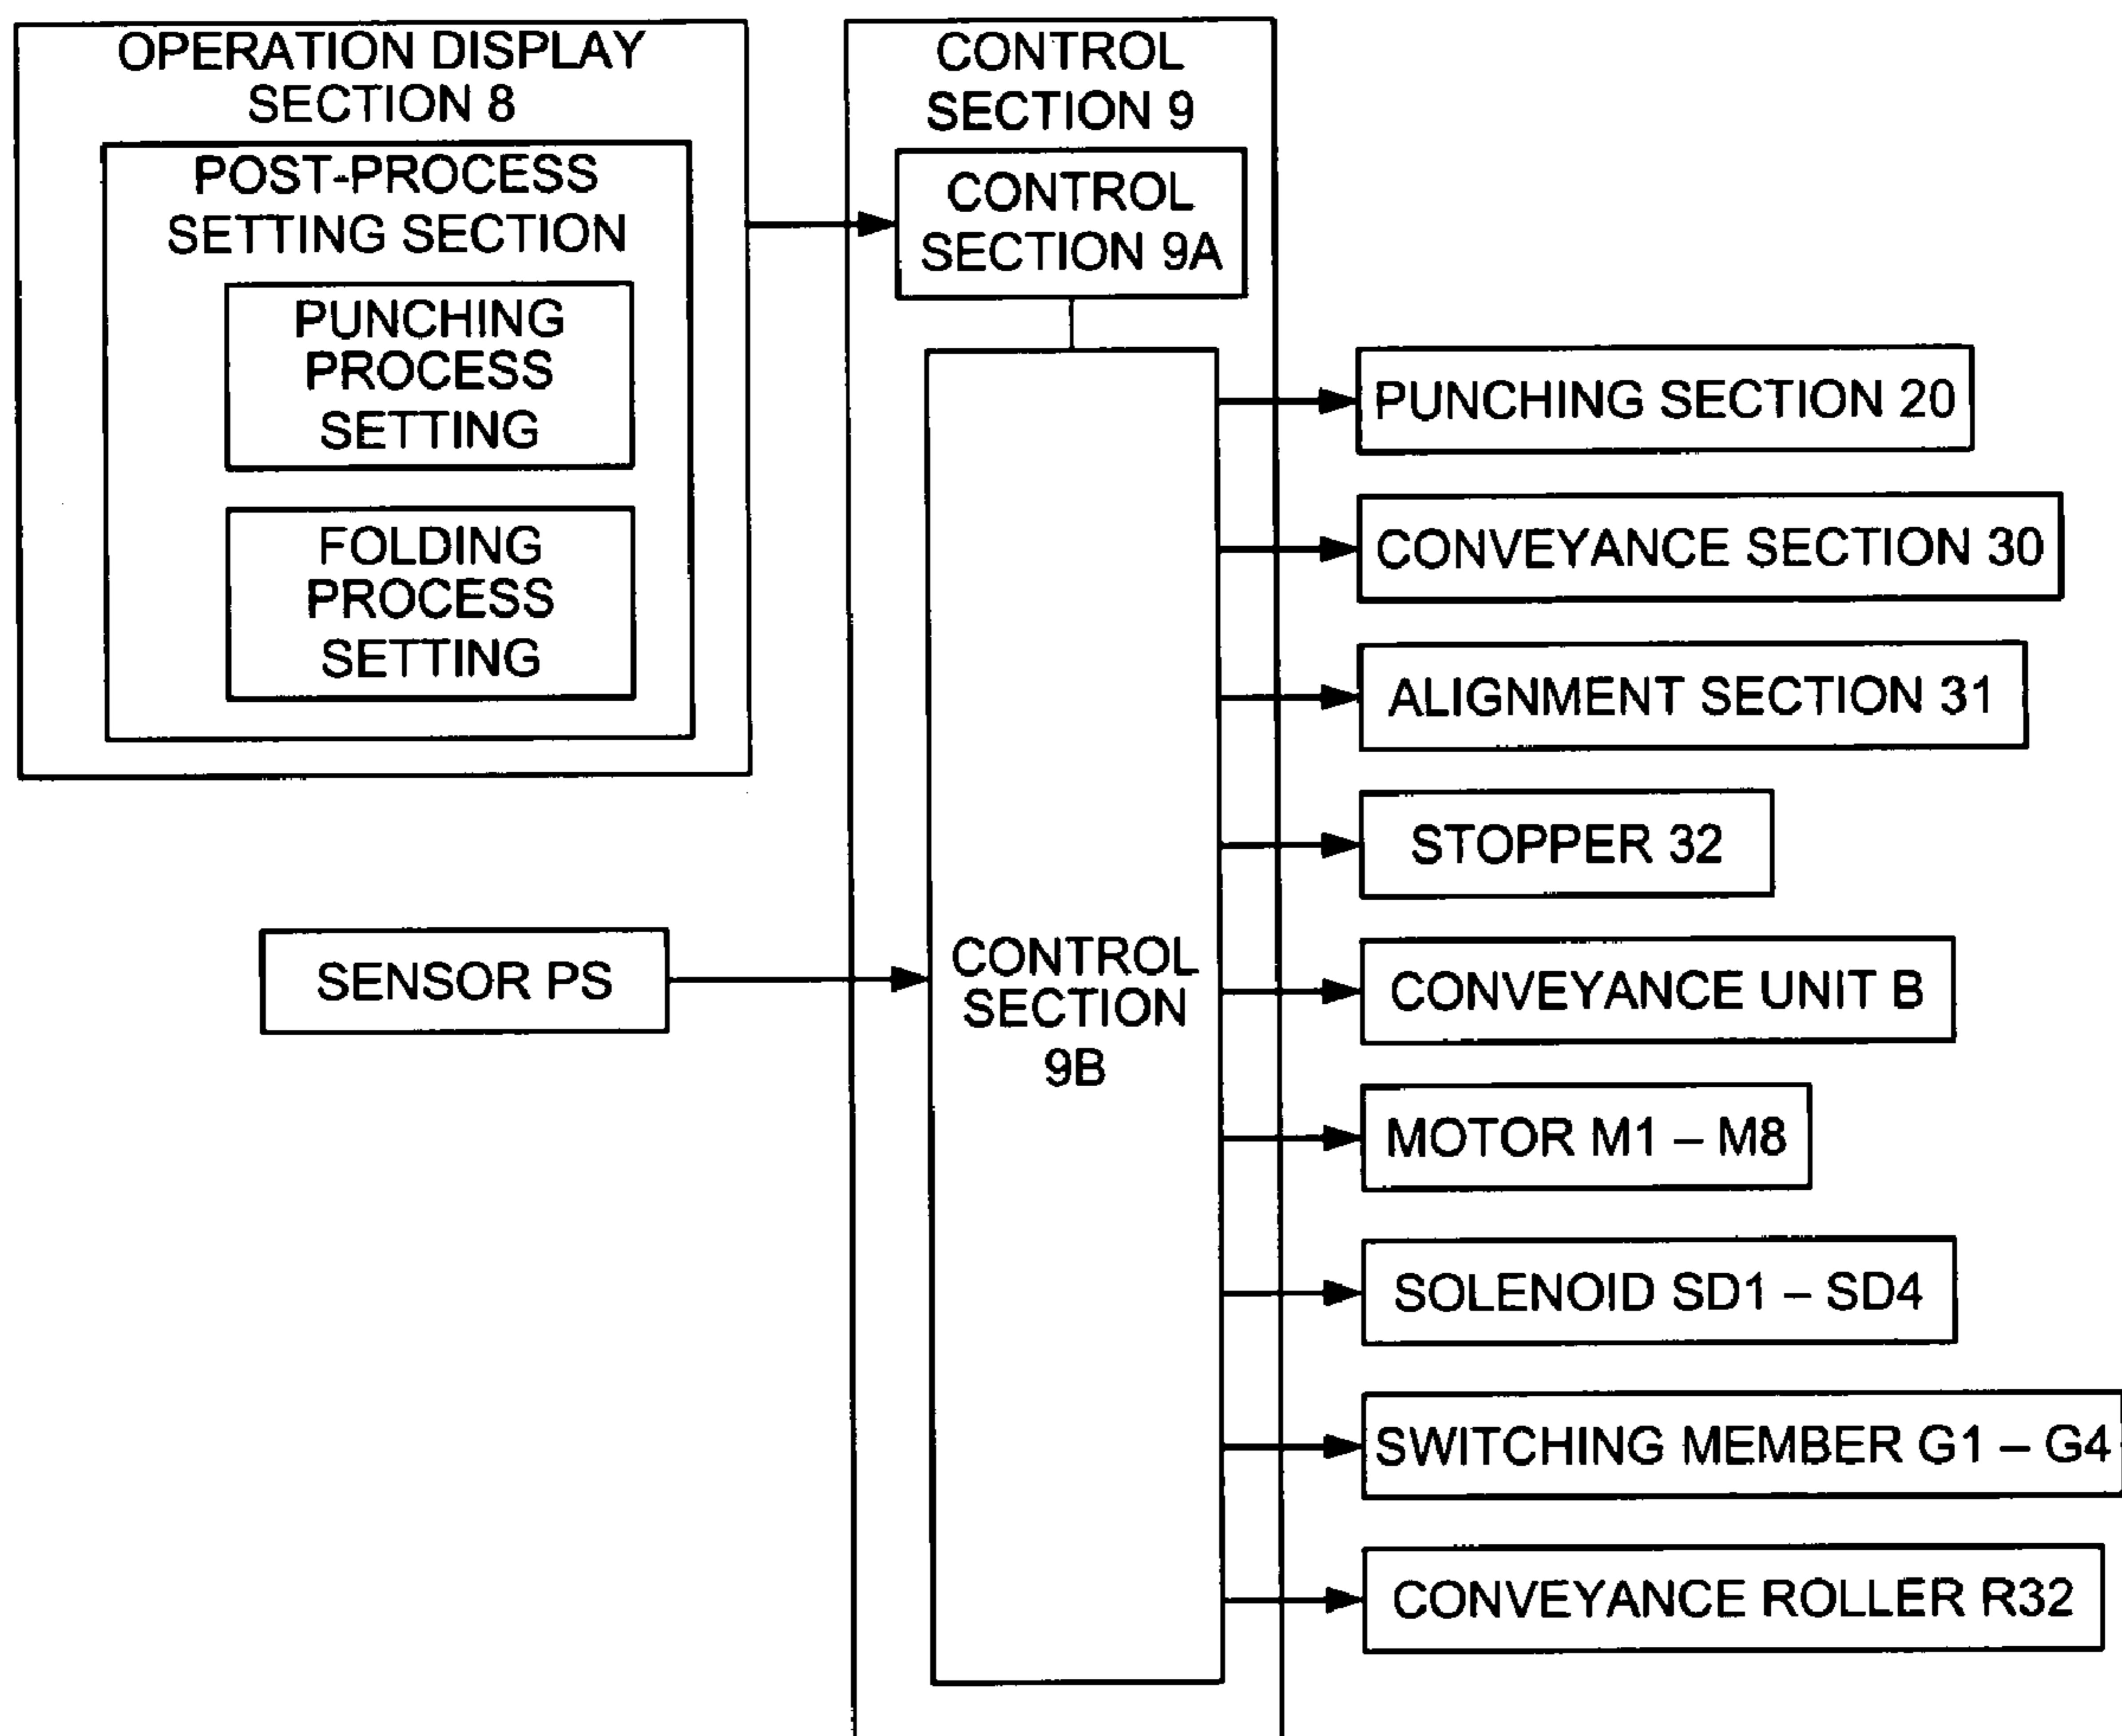 OPERATION DISPLAY
SECTION 8
POST-PROCESS
SETTING SECTION
PUNCHING
PROCESS
SETTING
FOLDING
PROCESS
SETTING
SENSOR PS
CONTROL
SECTION 9
CONTROL
SECTION 9A
CONTROL
SECTION
9B
PUNCHING SECTION 20
CONVEYANCE SECTION 30
ALIGNMENT SECTION 31
STOPPER 32
CONVEYANCE UNIT B
MOTOR M1 – M8
SOLENOID SD1 – SD4
SWITCHING MEMBER G1 – G4
CONVEYANCE ROLLER R32